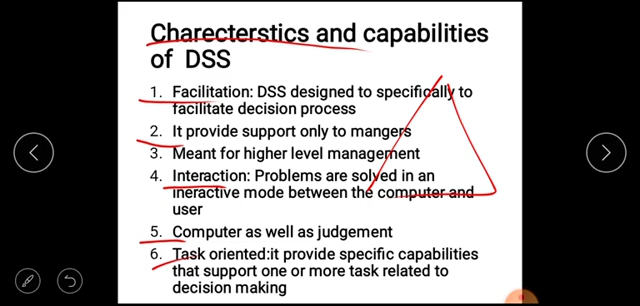 Charecterstics and capabilities
of DSS
1. Facilitation: DSS designed to specifically to
facilitate decision process
2. It provide support only to mangers
3. Meant for higher level management
4. Interaction: Problems are solved in an
ineractive mode between the computer and
user
5. Computer as well as judgement
6. Task oriented:it provide specific capabilities
that support one or more task related to
decision making